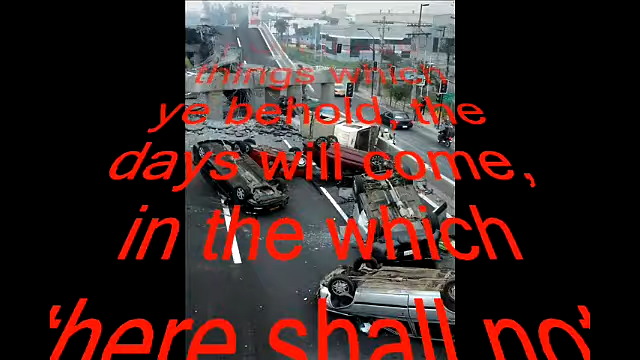 things which
ye behold, the
days will come,
in the which
here shall no